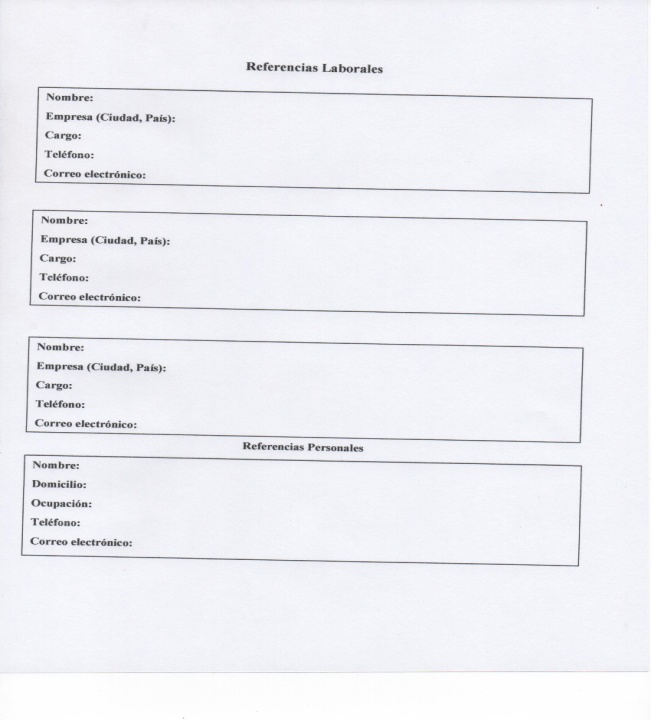 Referencias Laborales
Nombre:
Empresa (Ciudad, País):
Cargo:
Teléfono:
Correo electrónico:
Nombre:
Empresa (Ciudad, País):
Cargo:
Teléfono:
Correo electrónico:
Nombre:
Empresa (Ciudad, País):
Cargo:
Teléfono:
Correo electrónico:
Referencias Personales
Nombre:
Domicilio:
Ocupación:
Teléfono:
Correo electrónico: